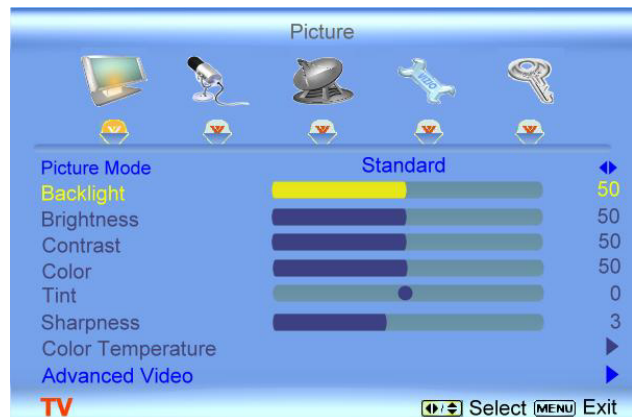 Picture
VIZIO
Picture Mode Standard
Backlight 50
Brightness 50
Contrast 50
Color 50
Tint 0
Sharpness 3
Color Temperature
Advanced Video
TV Select MENU Exit